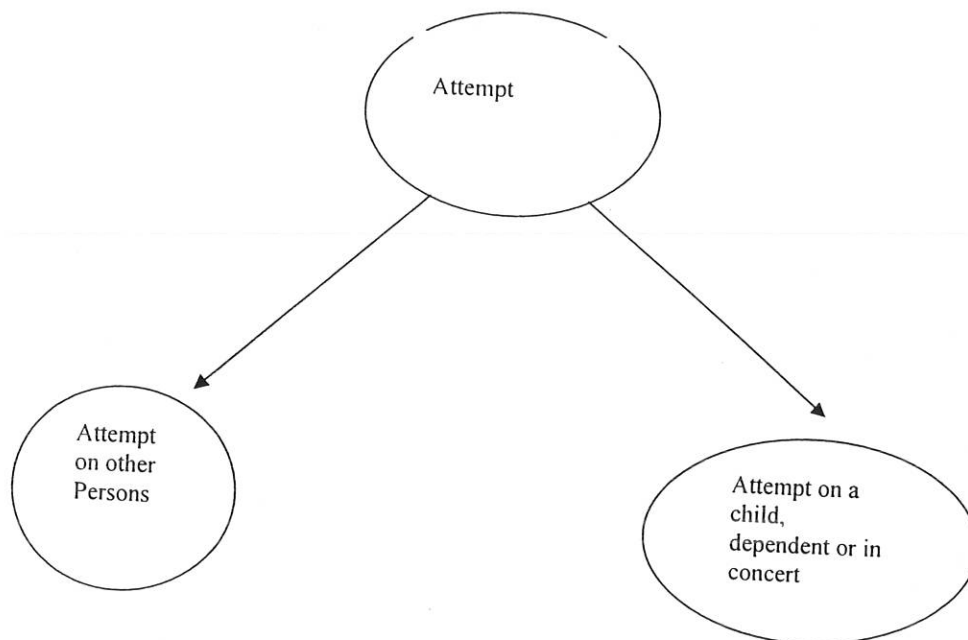 Attempt
Attempt
on other
Persons
Attempt on a
child,
dependent or in
concert